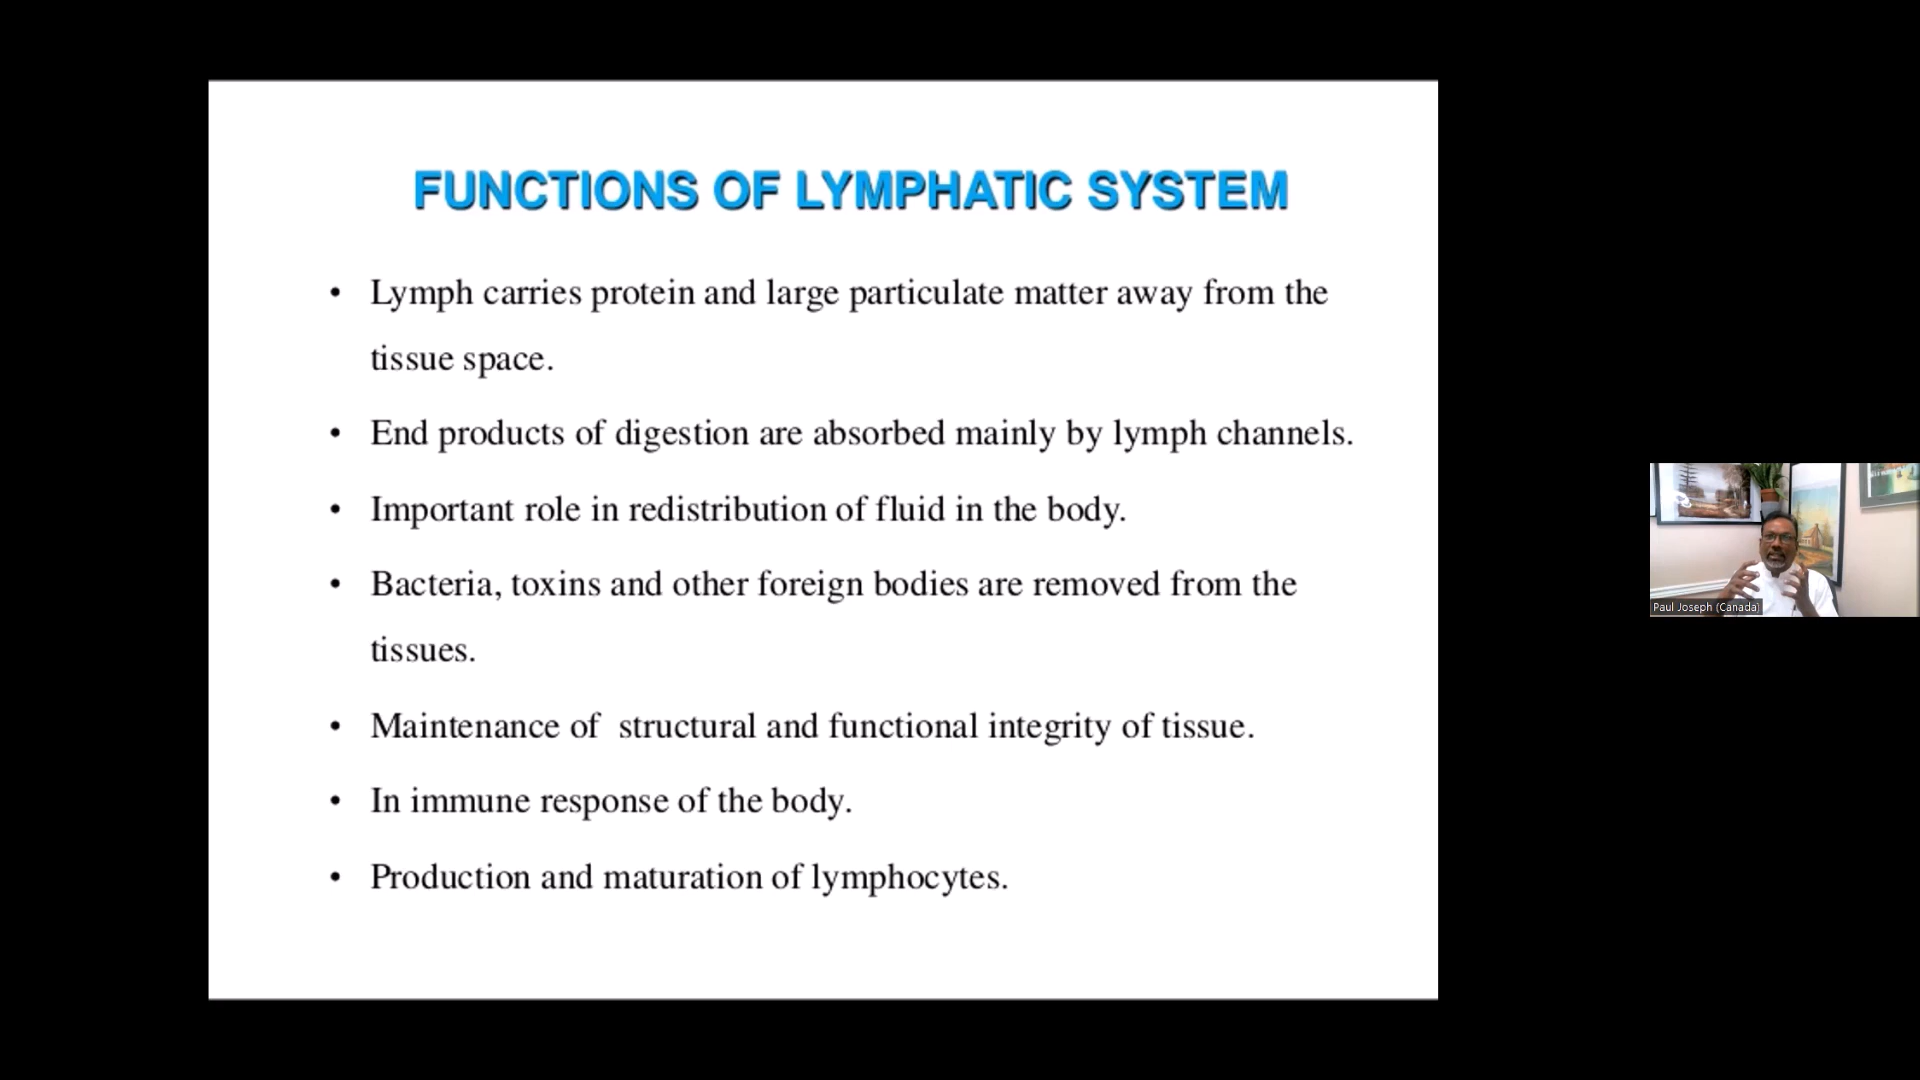 FUNCTIONS OF LYMPHATIC SYSTEM
• Lymph carries protein and large particulate matter away from the
tissue space.
• End products of digestion are absorbed mainly by lymph channels.
• Important role in redistribution of fluid in the body.
• Bacteria, toxins and other foreign bodies are removed from the
tissues.
• Maintenance of  structural and functional integrity of tissue.
• In immune response of the body.
• Production and maturation of lymphocytes.
Paul Joseph (Canada)